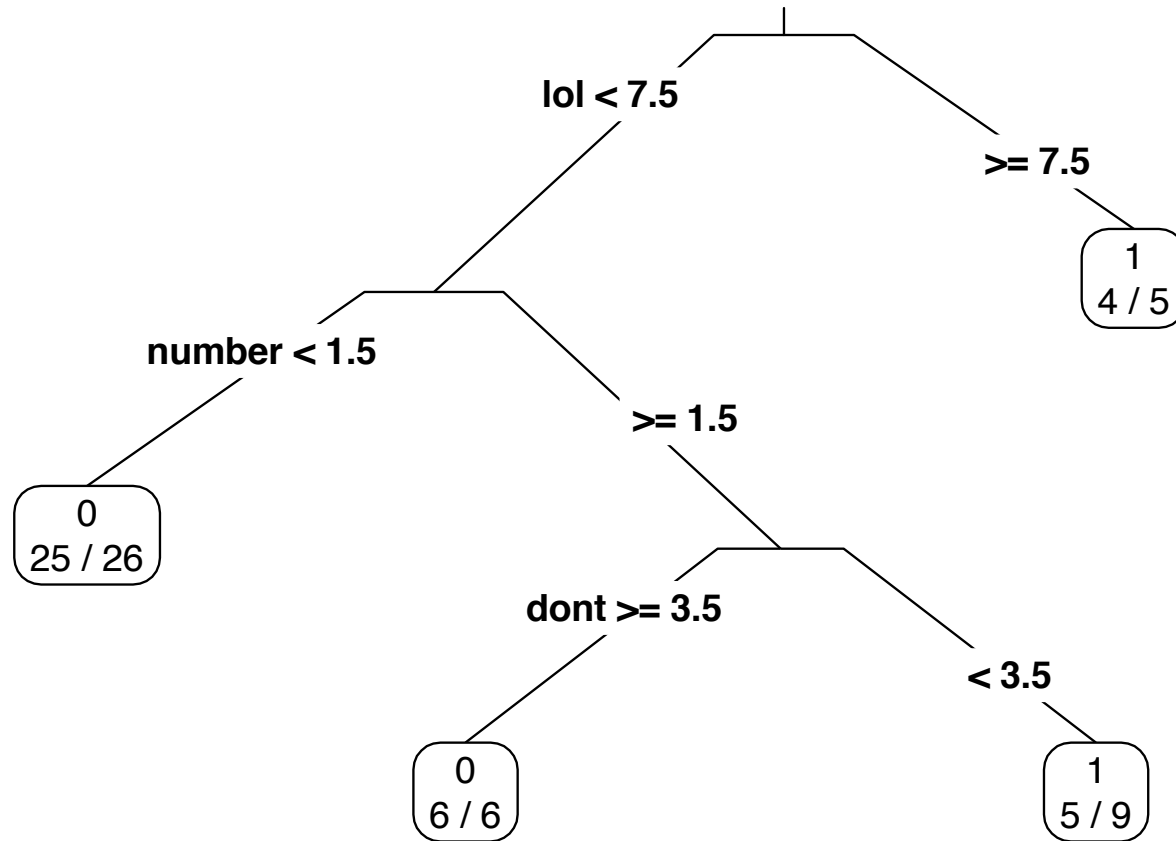 lol < 7.5
>= 7.5
1
4 / 5
number < 1.5
>= 1.5
0
25 / 26
dont >= 3.5
< 3.5
0
6 / 6
1
5 / 9